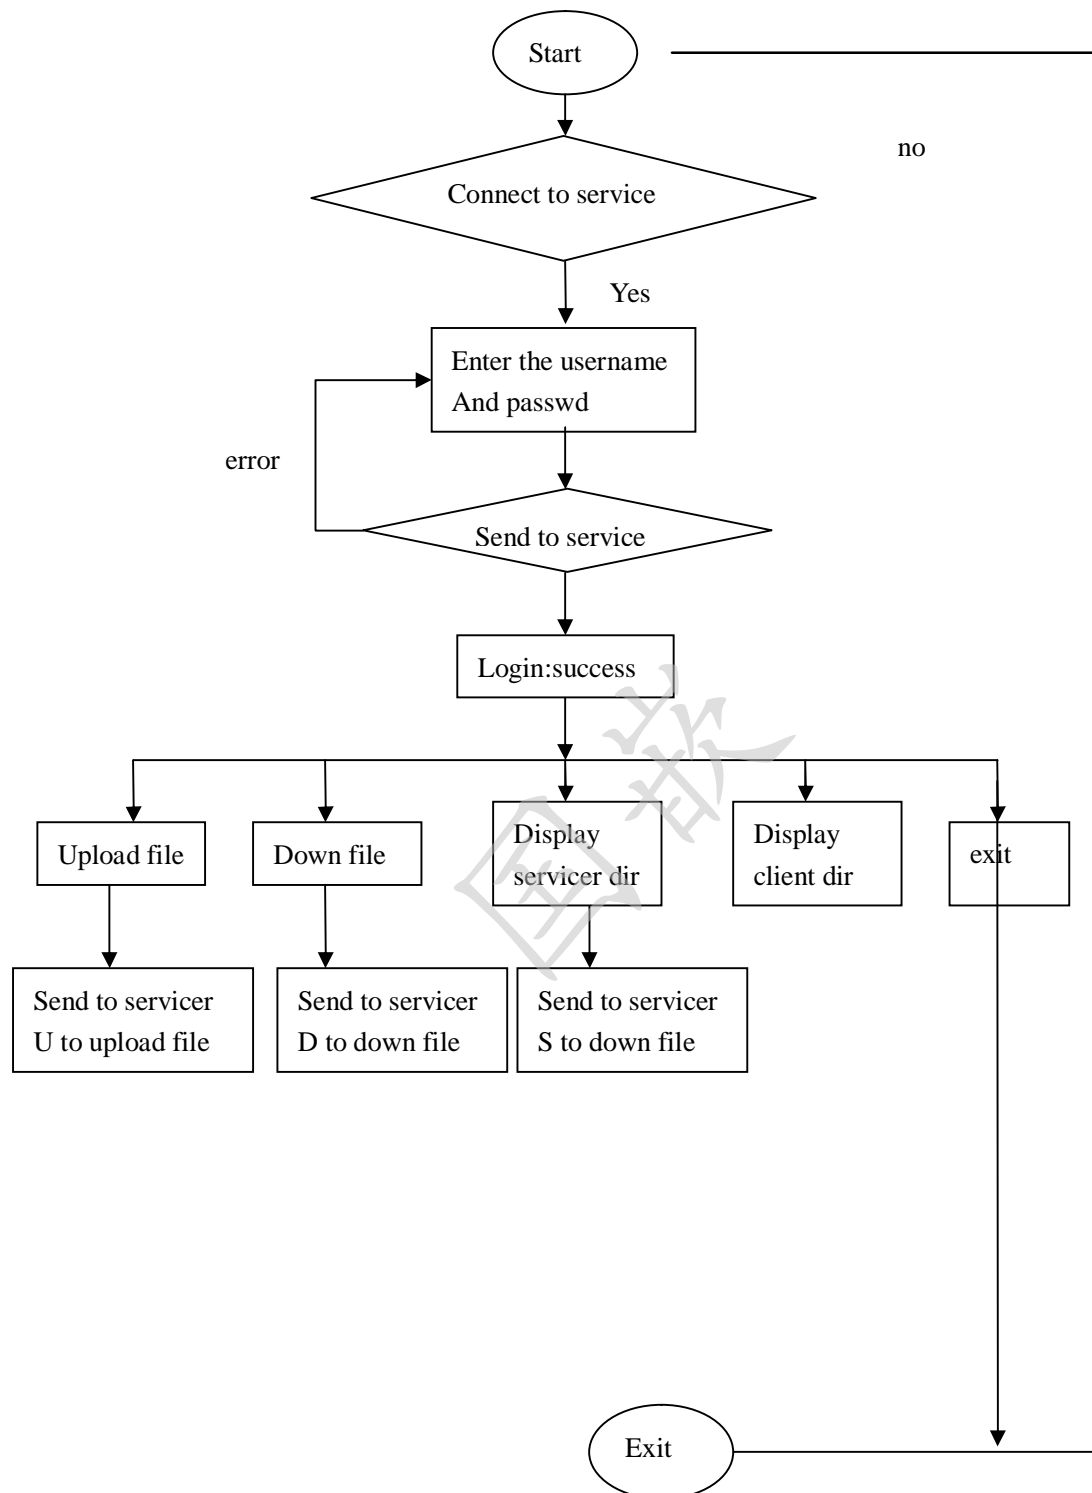 Start
no
Connect to service
Yes
Enter the username
And passwd
error
Send to service
Login:success
Upload file
Down file
Display
servicer dir
Display
client dir
exit
Send to servicer
U to upload file
Send to servicer
D to down file
Send to servicer
S to down file
国嵌
Exit